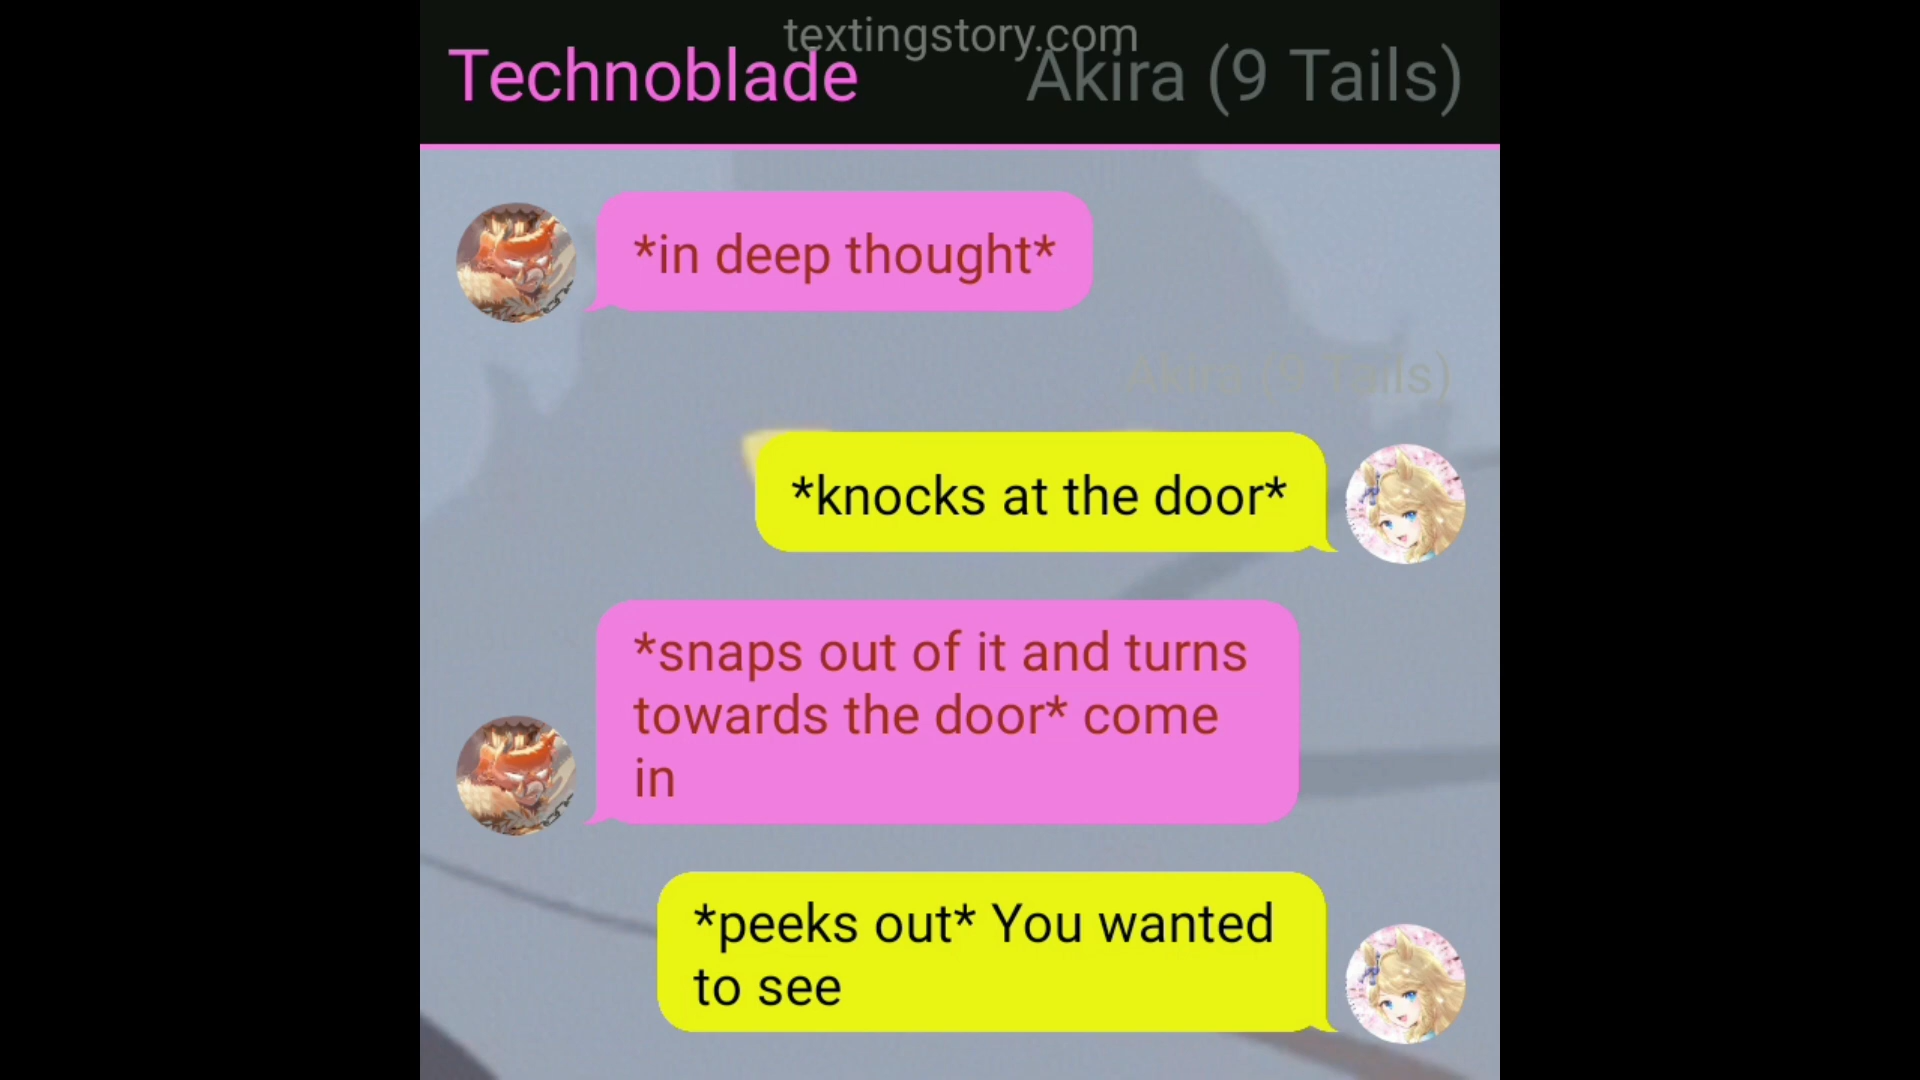 textingstory.com
Technoblade
Akira (9 Tails)
*in deep thought*
Akira (9 Tails)
*knocks at the door*
*snaps out of it and turns
towards the door* come
in
*peeks out* You wanted
to see